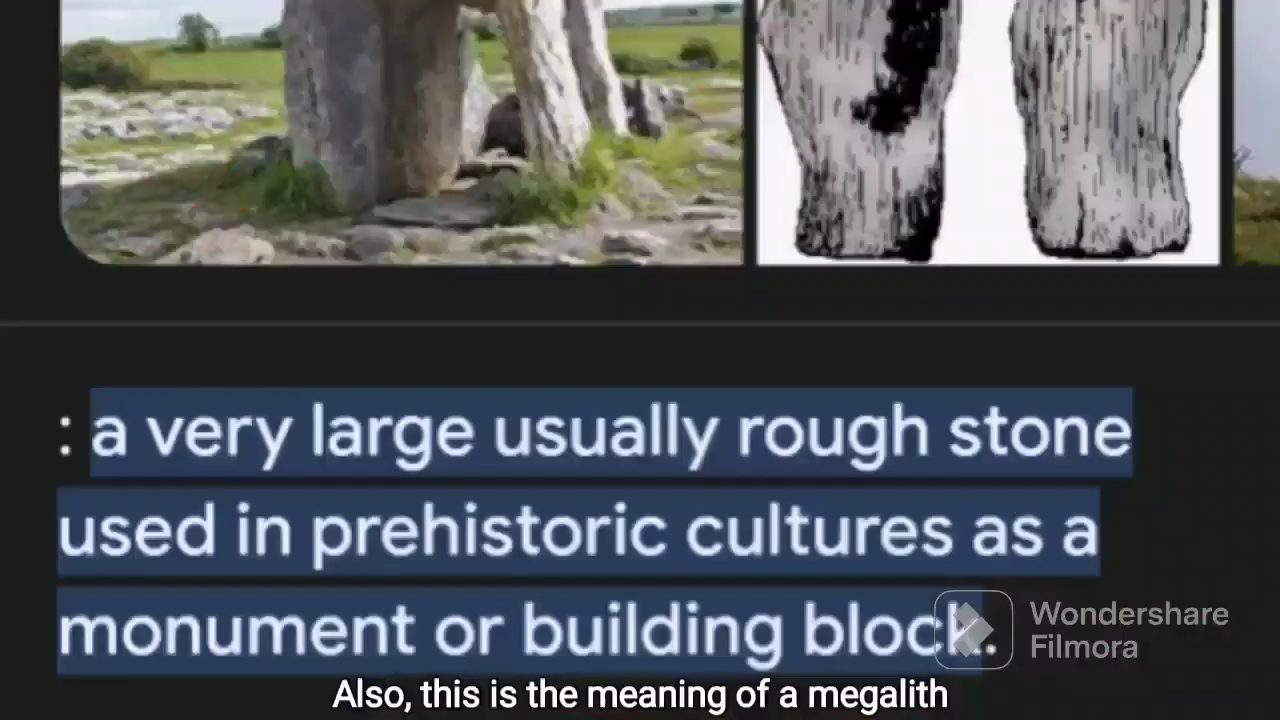 : a very large usually rough stone
used in prehistoric cultures as a
monument or building block.
Wondershare
Filmora
Also, this is the meaning of a megalith